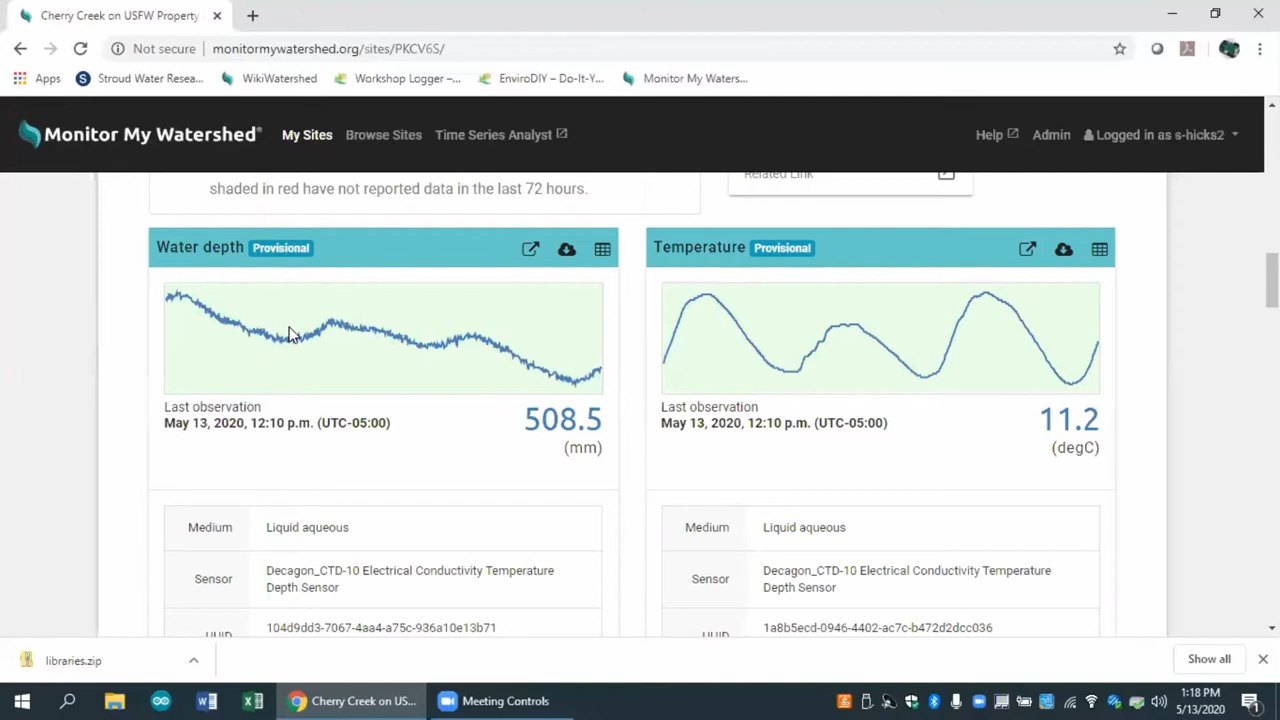 Cherry Creek on USFW Property
Not secure monitormywatershed.org/sites/PKCV6S/
Apps Stroud Water Resea... WikiWatershed Workshop Logger –... EnviroDIY – Do-It-Y... Monitor My Waters...
Monitor My Watershed® My Sites Browse Sites Time Series Analyst Help Admin Logged in as s-hicks2
shaded in red have not reported data in the last 72 hours.
Related Link
Water depth Provisional
Last observation
May 13, 2020, 12:10 p.m. (UTC-05:00)
508.5
(mm)
Medium Liquid aqueous
Sensor Decagon_CTD-10 Electrical Conductivity Temperature
Depth Sensor
UUID 104d9dd3-7067-4aa4-a75c-936a10e13b71
Temperature Provisional
Last observation
May 13, 2020, 12:10 p.m. (UTC-05:00)
11.2
(degC)
Medium Liquid aqueous
Sensor Decagon_CTD-10 Electrical Conductivity Temperature
Depth Sensor
UUID 1a8b5ecd-0946-4402-ac7c-b472d2dcc036
libraries.zip Show all
Cherry Creek on US... Meeting Controls
1:18 PM
5/13/2020
1